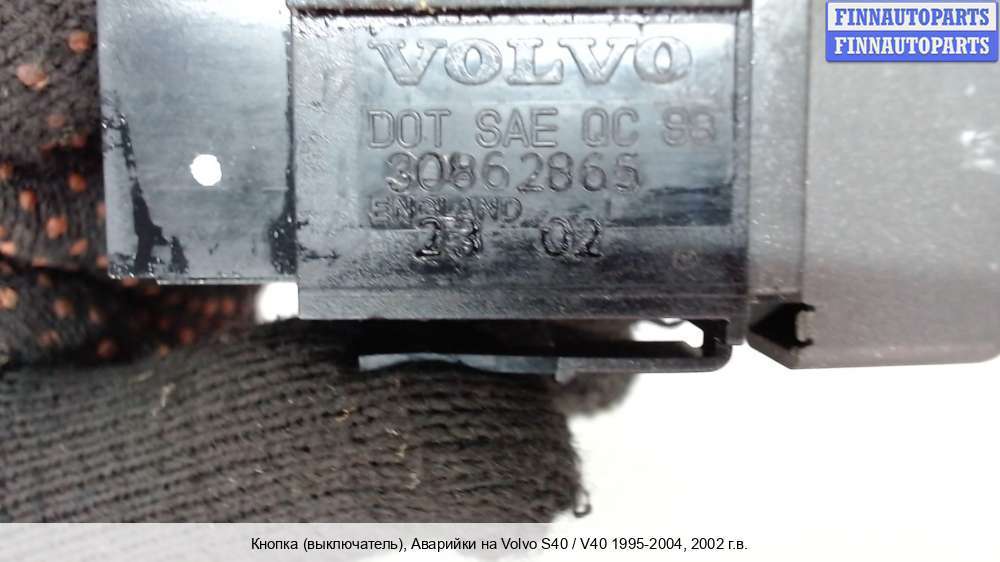 FINNAUTOPARTS
FINNAUTOPARTS
VOLVO
DOT SAE QC 98
30862865
ENGLAND
23 02
Кнопка (выключатель), Аварийки на Volvo S40 / V40 1995-2004, 2002 г.в.